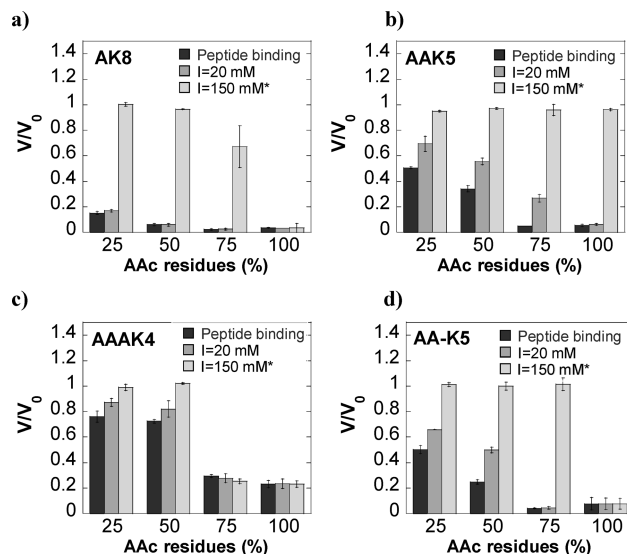 a)
AK8
Peptide binding
I=20 mM
I=150 mM*
1.4
1.2
1
0.8
0.6
0.4
0.2
0
V/V0
25 50 75 100
AAc residues (%)
b)
AAK5
Peptide binding
I=20 mM
I=150 mM*
1.4
1.2
1
0.8
0.6
0.4
0.2
0
V/V0
25 50 75 100
AAc residues (%)
c)
AAAK4
Peptide binding
I=20 mM
I=150 mM*
1.4
1.2
1
0.8
0.6
0.4
0.2
0
V/V0
25 50 75 100
AAc residues (%)
d)
AA-K5
Peptide binding
I=20 mM
I=150 mM*
1.4
1.2
1
0.8
0.6
0.4
0.2
0
V/V0
25 50 75 100
AAc residues (%)